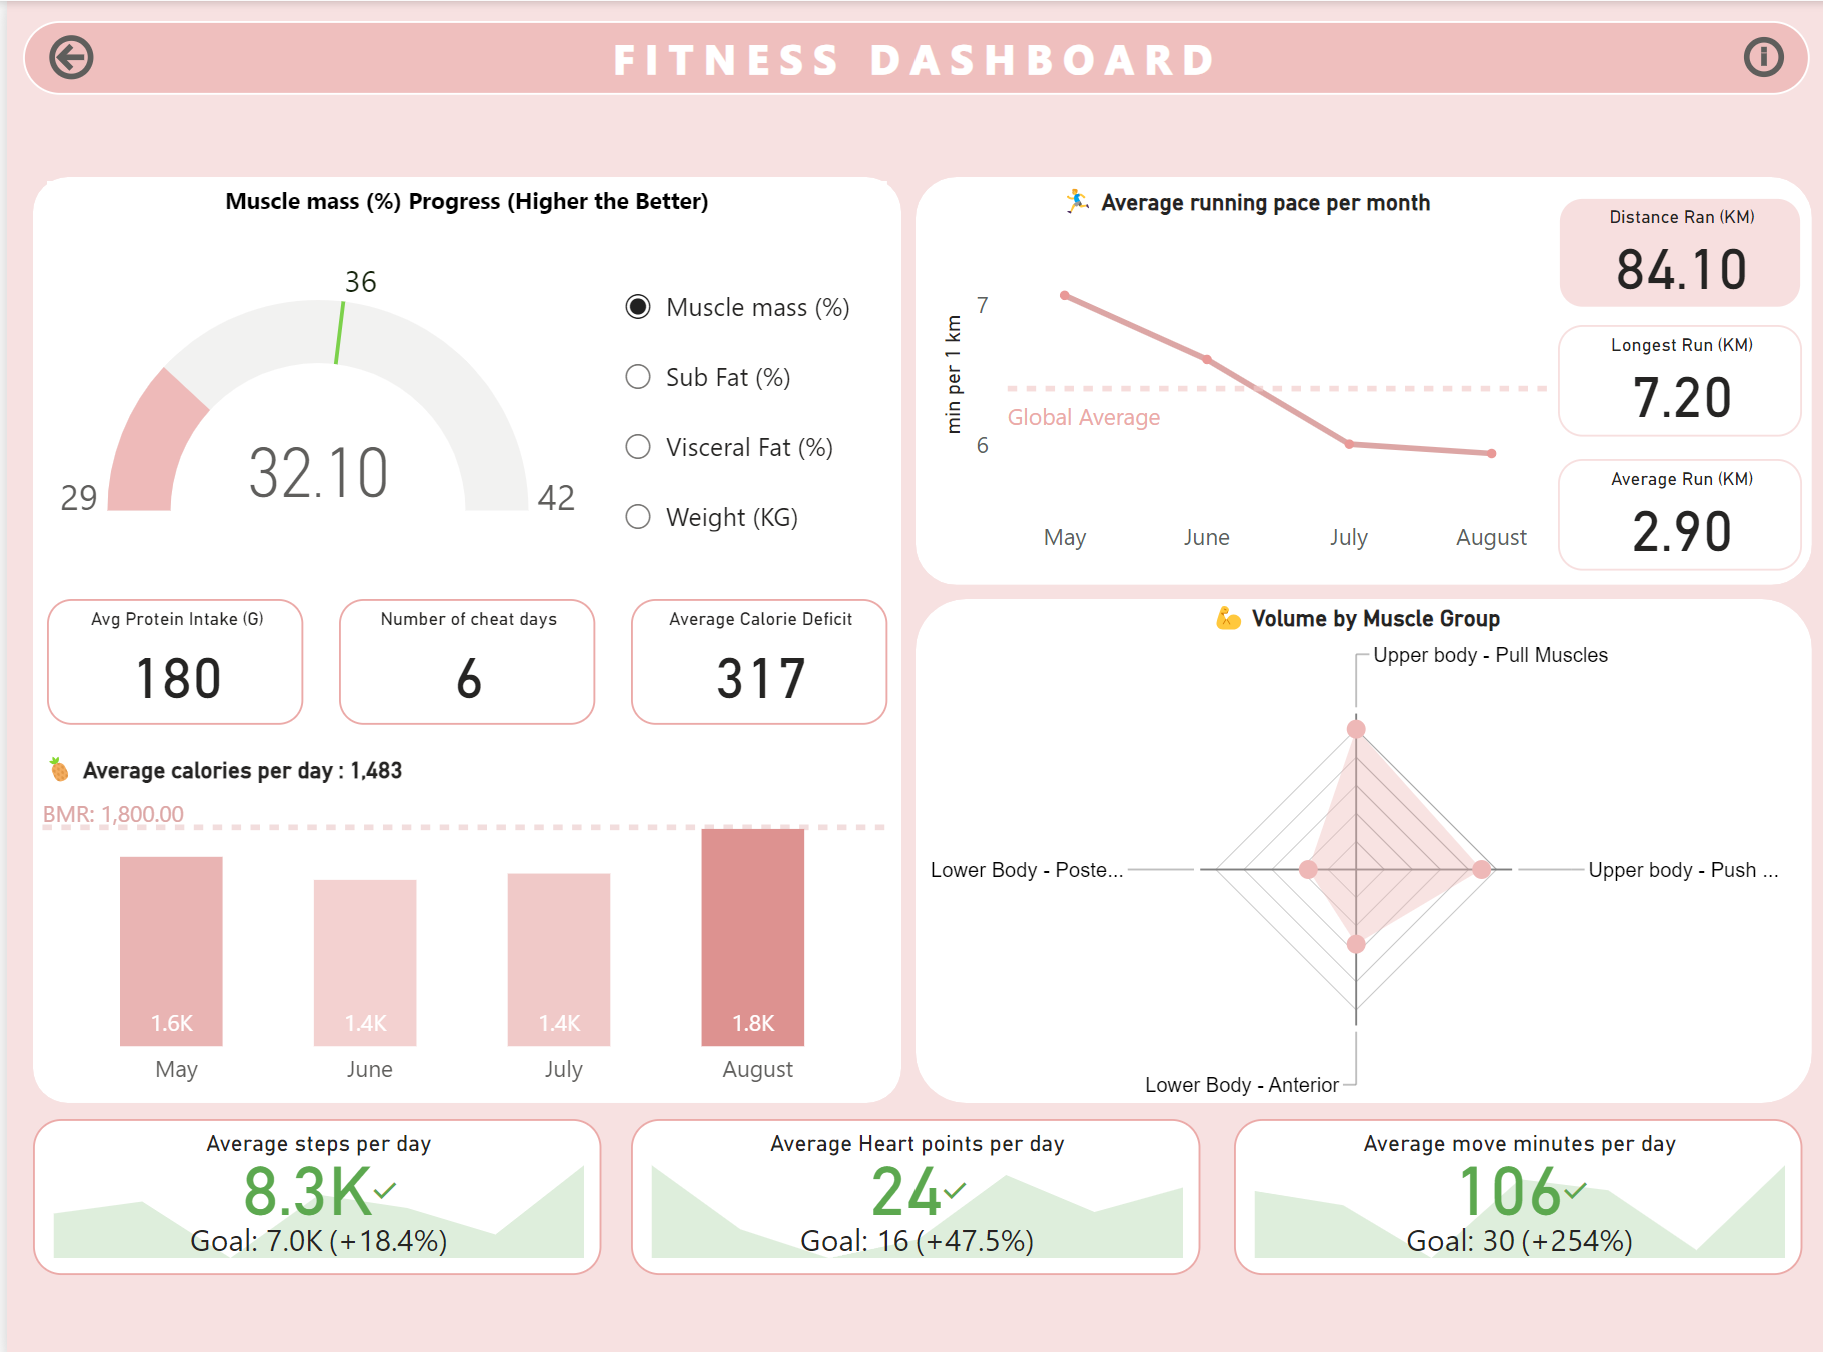 FITNESS DASHBOARD
Muscle mass (%) Progress (Higher the Better)
36
29
32.10
42
Muscle mass (%)
Sub Fat (%)
Visceral Fat (%)
Weight (KG)
Avg Protein Intake (G)
180
Number of cheat days
6
Average Calorie Deficit
317
Average calories per day : 1,483
BMR: 1,800.00
1.6K
1.4K
1.4K
1.8K
May
June
July
August
Average running pace per month
min per 1 km
7
6
Global Average
May
June
July
August
Distance Ran (KM)
84.10
Longest Run (KM)
7.20
Average Run (KM)
2.90
Volume by Muscle Group
Upper body - Pull Muscles
Lower Body - Poste...
Upper body - Push ...
Lower Body - Anterior
Average steps per day
8.3K
Goal: 7.0K (+18.4%)
Average Heart points per day
24
Goal: 16 (+47.5%)
Average move minutes per day
106
Goal: 30 (+254%)